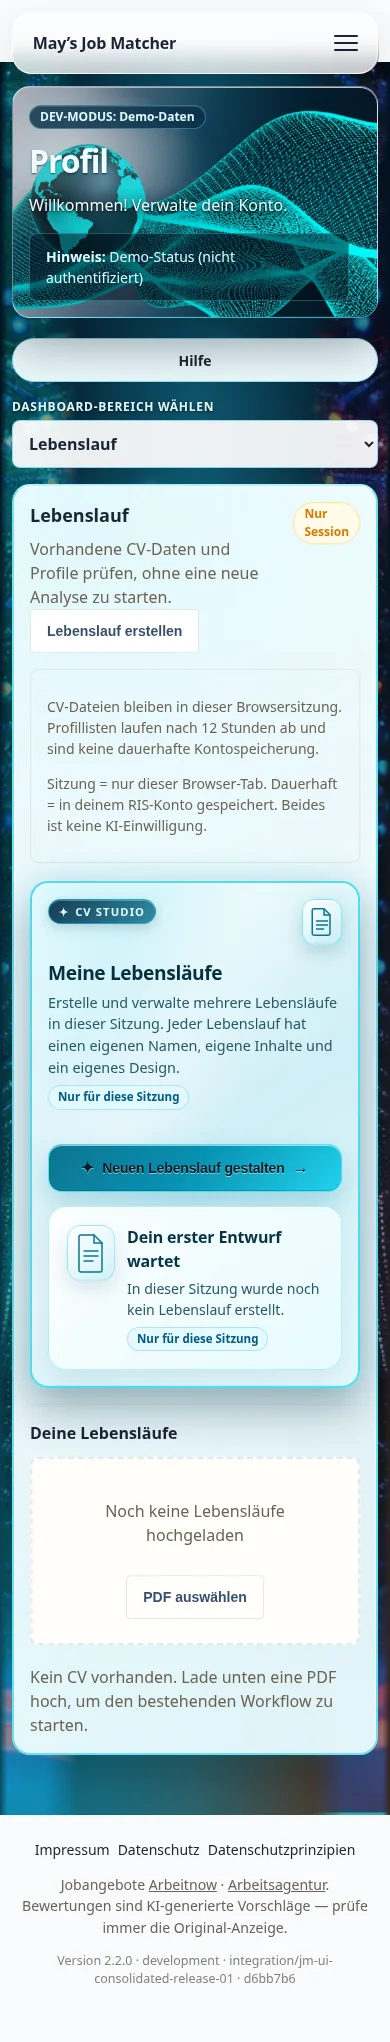 May’s Job Matcher
DEV-MODUS: Demo-Daten
Profil
Willkommen! Verwalte dein Konto.
Hinweis: Demo-Status (nicht
authentifiziert)
Hilfe
DASHBOARD-BEREICH WÄHLEN
Lebenslauf
Lebenslauf
Nur
Session
Vorhandene CV-Daten und
Profile prüfen, ohne eine neue
Analyse zu starten.
Lebenslauf erstellen
CV-Dateien bleiben in dieser Browsersitzung.
Profillisten laufen nach 12 Stunden ab und
sind keine dauerhafte Kontospeicherung.
Sitzung = nur dieser Browser-Tab. Dauerhaft
= in deinem RIS-Konto gespeichert. Beides
ist keine KI-Einwilligung.
✦ CV STUDIO
Meine Lebensläufe
Erstelle und verwalte mehrere Lebensläufe
in dieser Sitzung. Jeder Lebenslauf hat
einen eigenen Namen, eigene Inhalte und
ein eigenes Design.
Nur für diese Sitzung
✦ Neuen Lebenslauf gestalten →
Dein erster Entwurf
wartet
In dieser Sitzung wurde noch
kein Lebenslauf erstellt.
Nur für diese Sitzung
Deine Lebensläufe
Noch keine Lebensläufe
hochgeladen
PDF auswählen
Kein CV vorhanden. Lade unten eine PDF
hoch, um den bestehenden Workflow zu
starten.
Impressum Datenschutz Datenschutzprinzipien
Jobangebote Arbeitnow · Arbeitsagentur.
Bewertungen sind KI-generierte Vorschläge — prüfe
immer die Original-Anzeige.
Version 2.2.0 · development · integration/jm-ui-
consolidated-release-01 · d6bb7b6